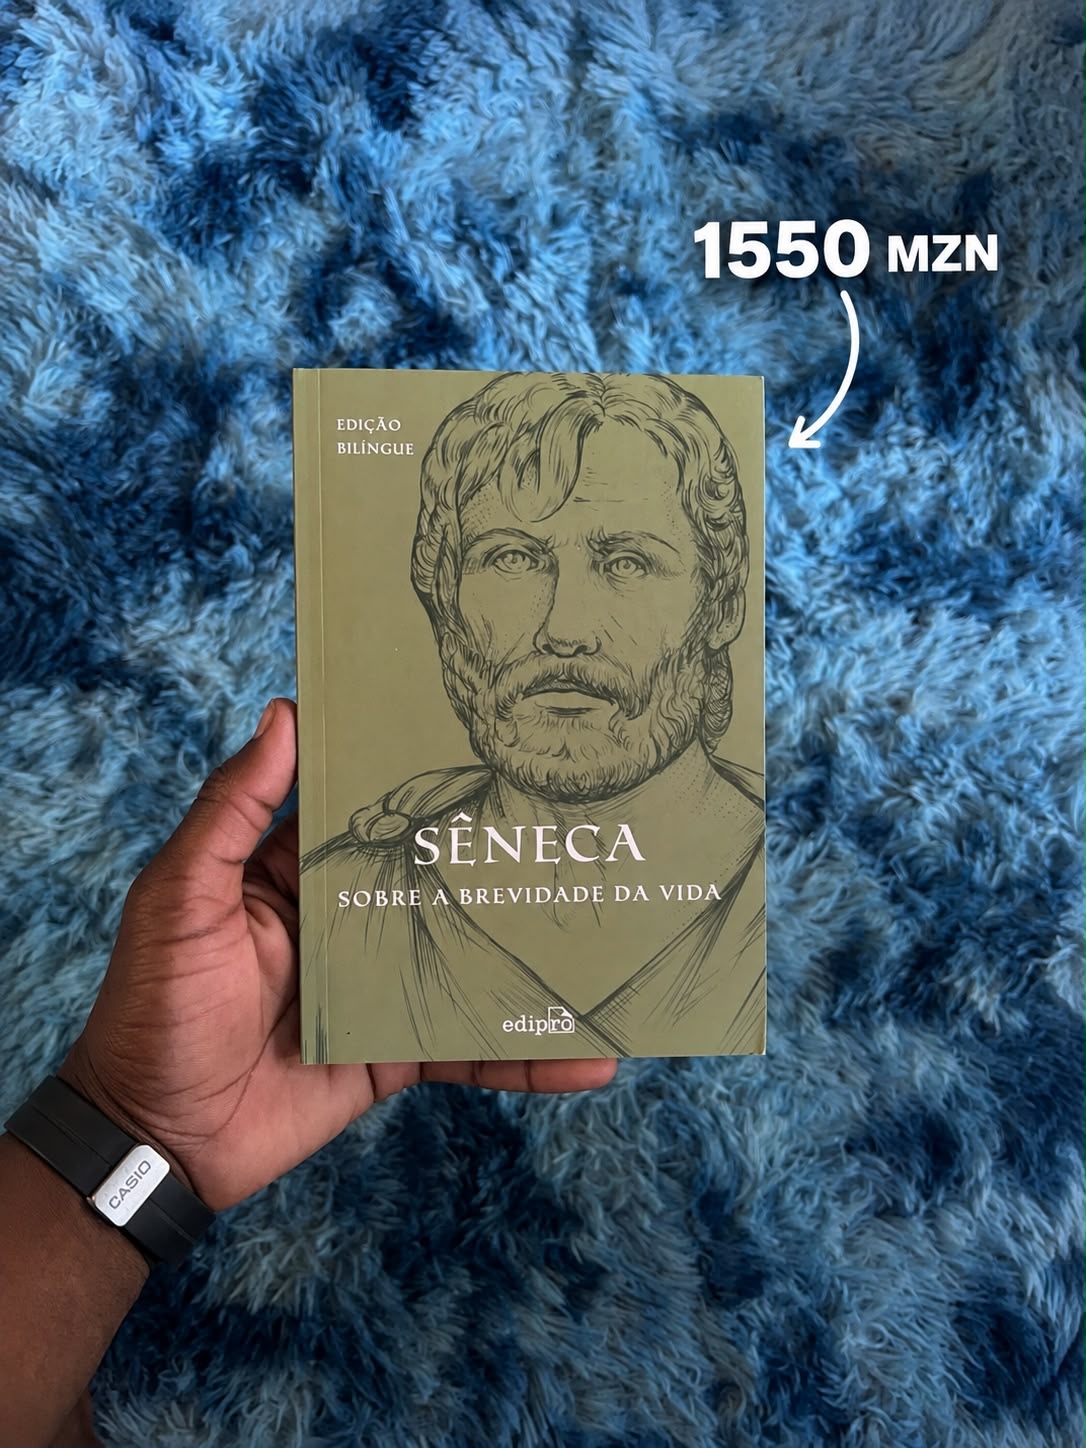 1550 MZN
EDIÇÃO
BILÍNGUE
SÊNECA
SOBRE A BREVIDADE DA VIDA
edipro
CASIO